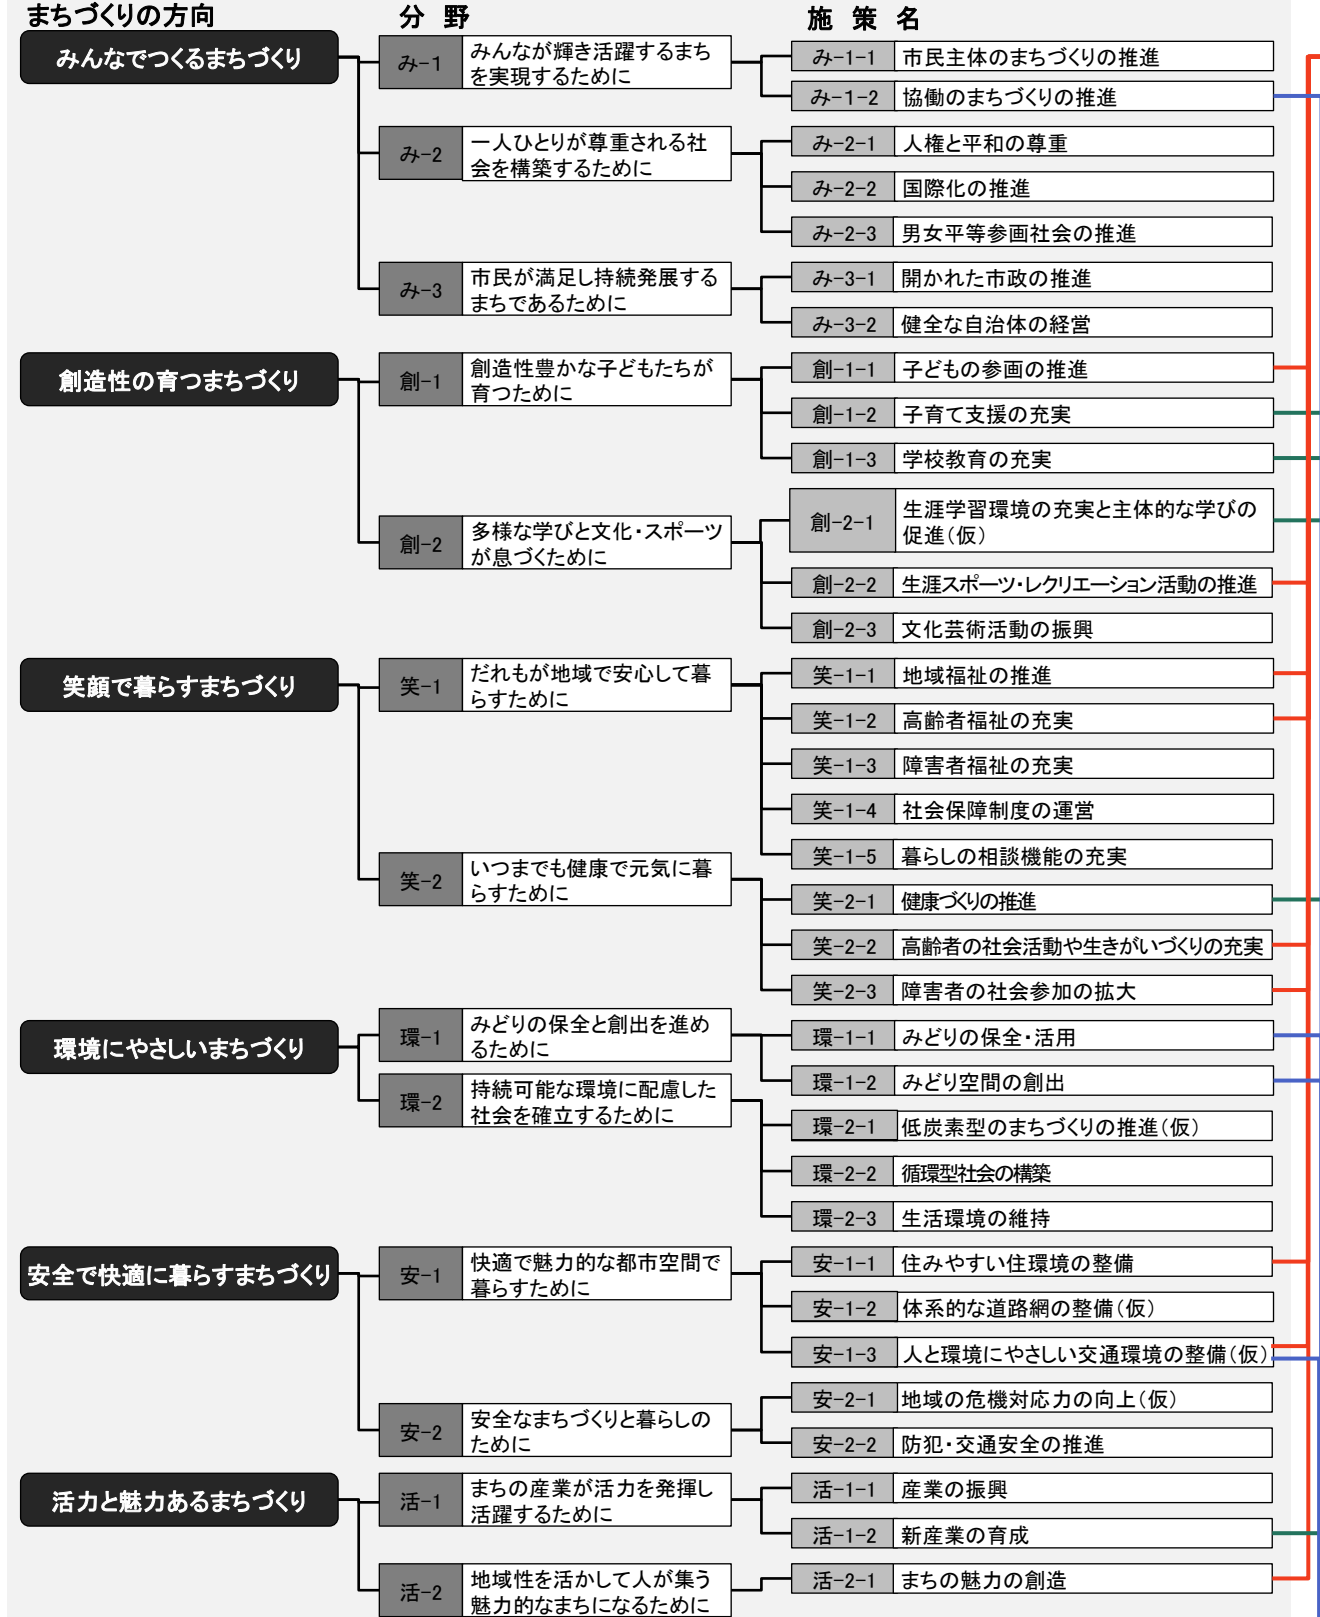 まちづくりの方向
分 野
施 策 名
みんなでつくるまちづくり
み-1
みんなが輝き活躍するまち
を実現するために
み-1-1
市民主体のまちづくりの推進
み-1-2
協働のまちづくりの推進
み-2
一人ひとりが尊重される社
会を構築するために
み-2-1
人権と平和の尊重
み-2-2
国際化の推進
み-2-3
男女平等参画社会の推進
み-3
市民が満足し持続発展する
まちであるために
み-3-1
開かれた市政の推進
み-3-2
健全な自治体の経営
創造性の育つまちづくり
創-1
創造性豊かな子どもたちが
育つために
創-1-1
子どもの参画の推進
創-1-2
子育て支援の充実
創-1-3
学校教育の充実
創-2
多様な学びと文化・スポーツ
が息づくために
創-2-1
生涯学習環境の充実と主体的な学びの
促進(仮)
創-2-2
生涯スポーツ・レクリエーション活動の推進
創-2-3
文化芸術活動の振興
笑顔で暮らすまちづくり
笑-1
だれもが地域で安心して暮
らすために
笑-1-1
地域福祉の推進
笑-1-2
高齢者福祉の充実
笑-1-3
障害者福祉の充実
笑-1-4
社会保障制度の運営
笑-1-5
暮らしの相談機能の充実
笑-2
いつまでも健康で元気に暮
らすために
笑-2-1
健康づくりの推進
笑-2-2
高齢者の社会活動や生きがいづくりの充実
笑-2-3
障害者の社会参加の拡大
環境にやさしいまちづくり
環-1
みどりの保全と創出を進め
るために
環-1-1
みどりの保全・活用
環-1-2
みどり空間の創出
環-2
持続可能な環境に配慮した
社会を確立するために
環-2-1
低炭素型のまちづくりの推進(仮)
環-2-2
循環型社会の構築
環-2-3
生活環境の維持
安全で快適に暮らすまちづくり
安-1
快適で魅力的な都市空間で
暮らすために
安-1-1
住みやすい住環境の整備
安-1-2
体系的な道路網の整備(仮)
安-1-3
人と環境にやさしい交通環境の整備(仮)
安-2
安全なまちづくりと暮らしの
ために
安-2-1
地域の危機対応力の向上(仮)
安-2-2
防犯・交通安全の推進
活力と魅力あるまちづくり
活-1
まちの産業が活力を発揮し
活躍するために
活-1-1
産業の振興
活-1-2
新産業の育成
活-2
地域性を活かして人が集う
魅力的なまちになるために
活-2-1
まちの魅力の創造